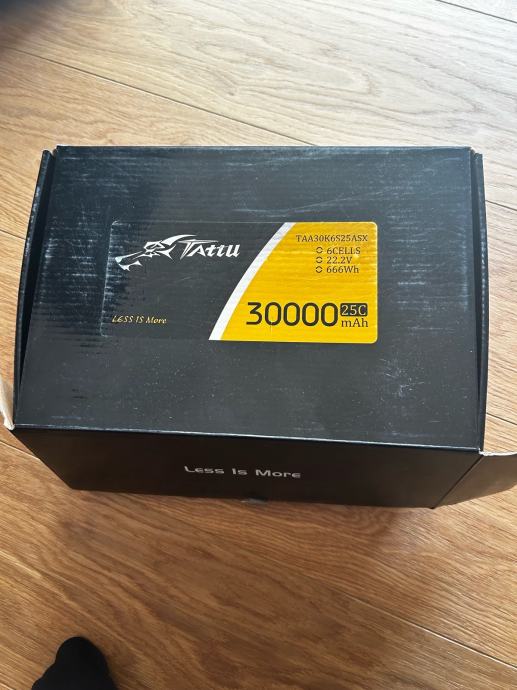 TATTU
TAA30K6S25ASX
6CELLS
22.2V
666Wh
LESS IS More
30000 25C
mAh
Less Is More